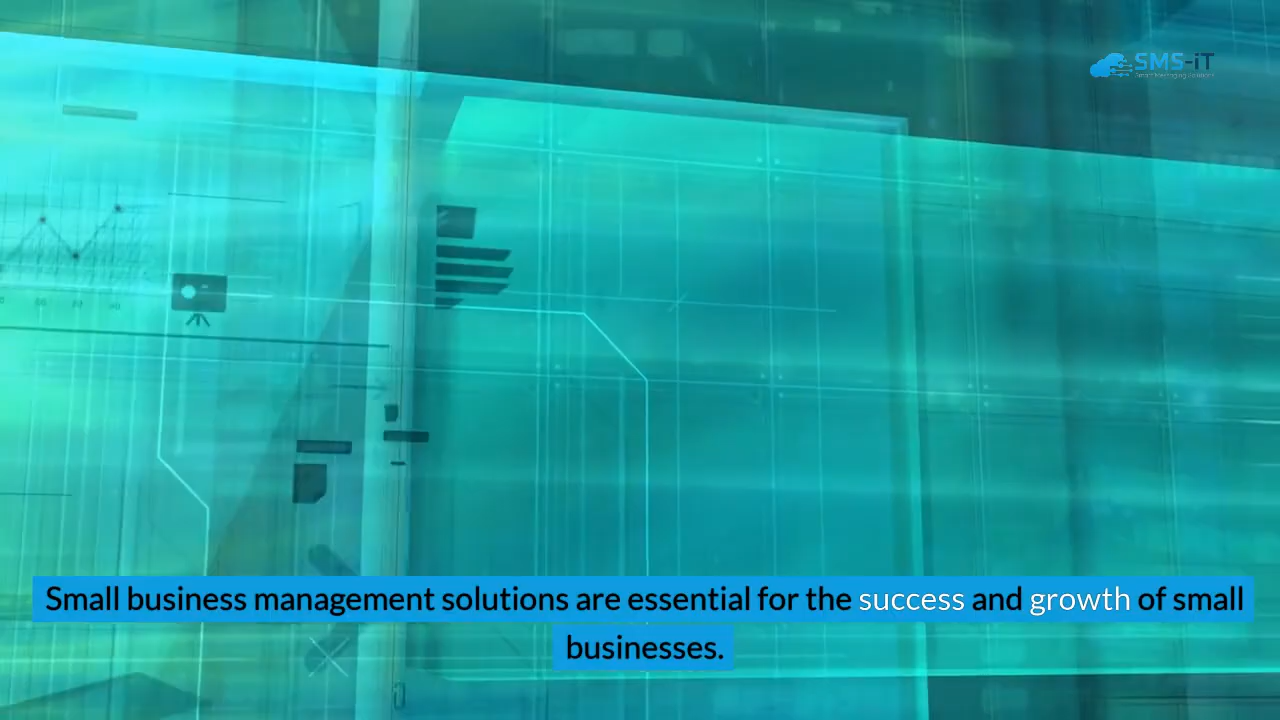 SMS-iT
Small business management solutions are essential for the success and growth of small
businesses.